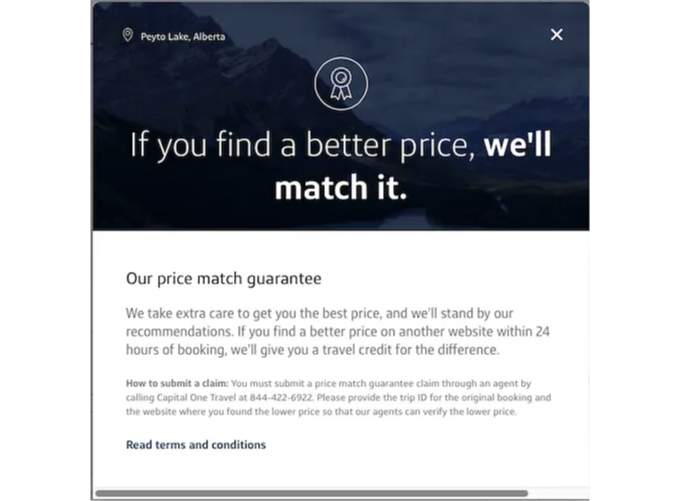 Peyto Lake, Alberta
If you find a better price, we'll
match it.
Our price match guarantee
We take extra care to get you the best price, and we'll stand by our
recommendations. If you find a better price on another website within 24
hours of booking, we'll give you a travel credit for the difference.
How to submit a claim: You must submit a price match guarantee claim through an agent by
calling Capital One Travel at 844-422-6922. Please provide the trip ID for the original booking and
the website where you found the lower price so that our agents can verify the lower price.
Read terms and conditions